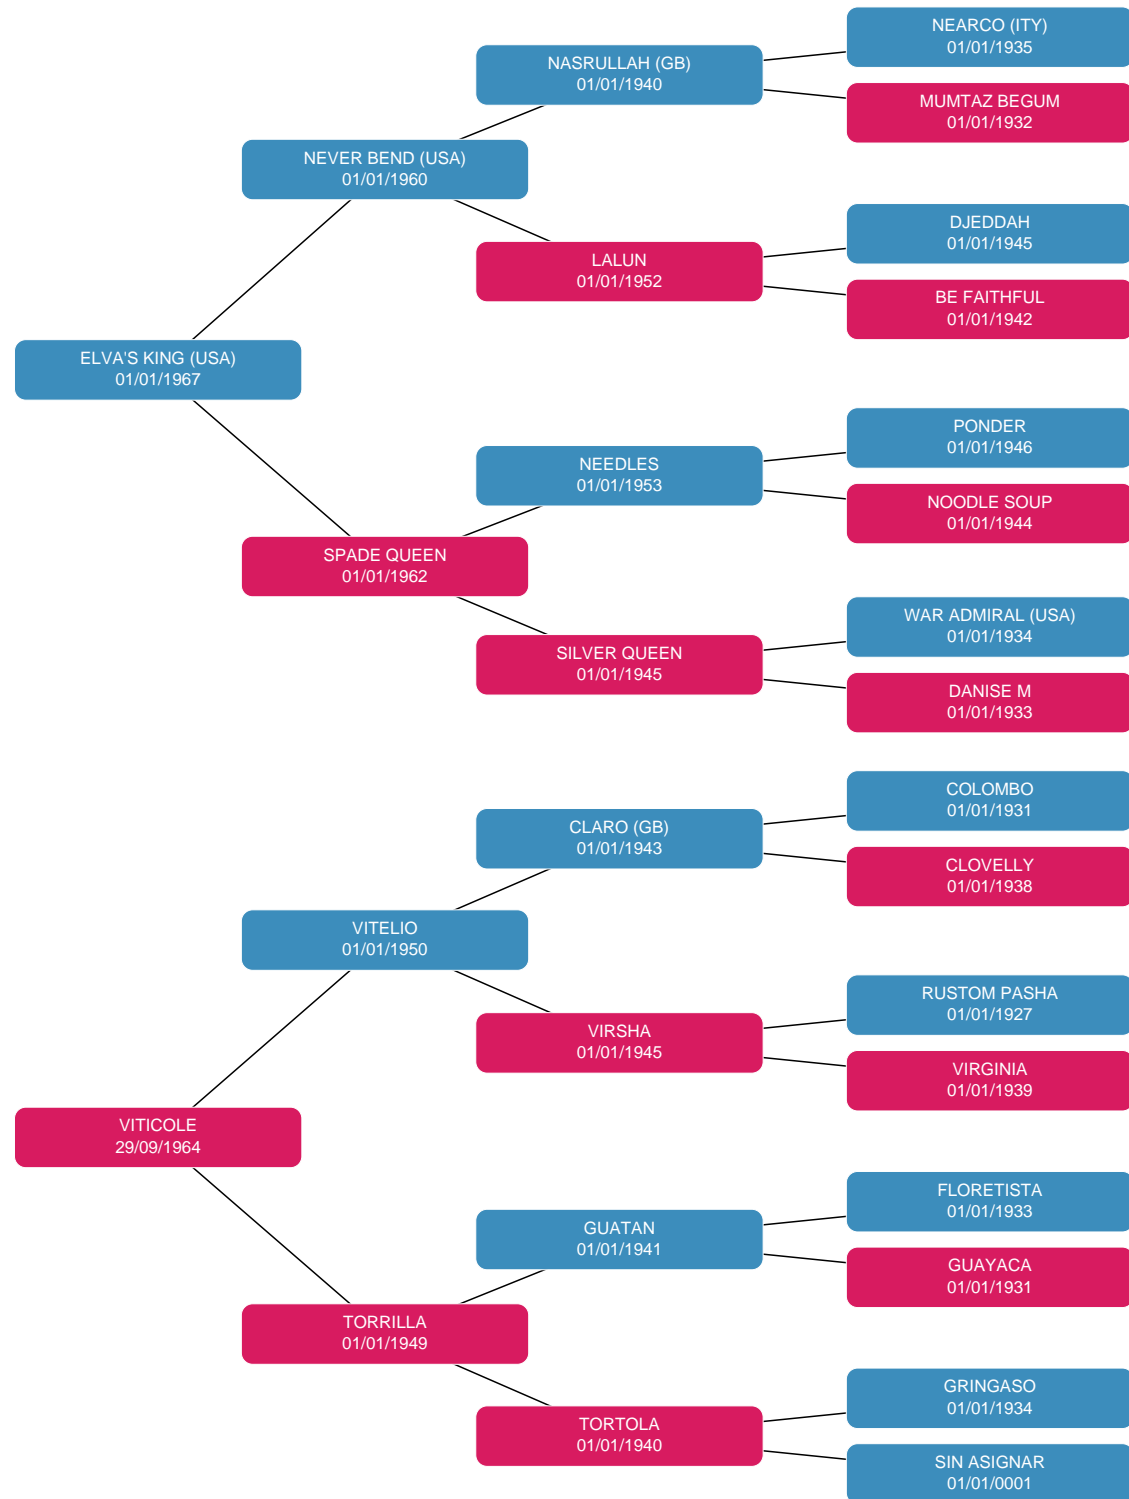 NEARCO (ITY)
01/01/1935
NASRULLAH (GB)
01/01/1940
MUMTAZ BEGUM
01/01/1932
NEVER BEND (USA)
01/01/1960
DJEDDAH
01/01/1945
LALUN
01/01/1952
BE FAITHFUL
01/01/1942
ELVA'S KING (USA)
01/01/1967
PONDER
01/01/1946
NEEDLES
01/01/1953
NOODLE SOUP
01/01/1944
SPADE QUEEN
01/01/1962
WAR ADMIRAL (USA)
01/01/1934
SILVER QUEEN
01/01/1945
DANISE M
01/01/1933
COLOMBO
01/01/1931
CLARO (GB)
01/01/1943
CLOVELLY
01/01/1938
VITELIO
01/01/1950
RUSTOM PASHA
01/01/1927
VIRSHA
01/01/1945
VIRGINIA
01/01/1939
VITICOLE
29/09/1964
FLORETISTA
01/01/1933
GUATAN
01/01/1941
GUAYACA
01/01/1931
TORRILLA
01/01/1949
GRINGASO
01/01/1934
TORTOLA
01/01/1940
SIN ASIGNAR
01/01/0001